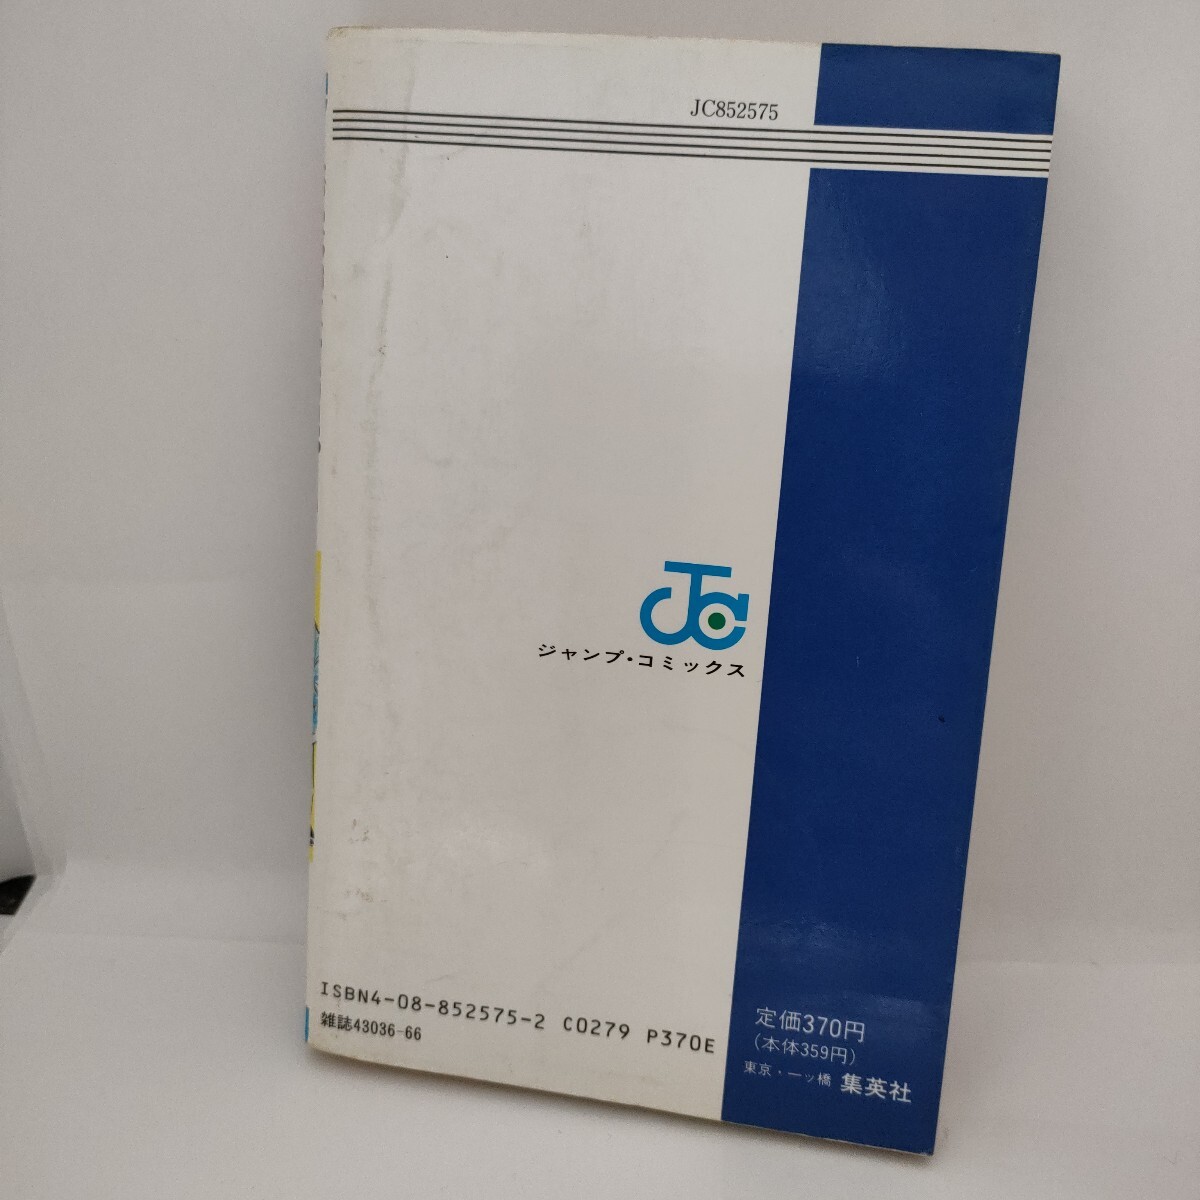 JC852575
JC
ジャンプ・コミックス
ISBN4-08-852575-2 C0279 P370E
雑誌43036-66
定価370円
(本体359円)
東京・一ッ橋 集英社